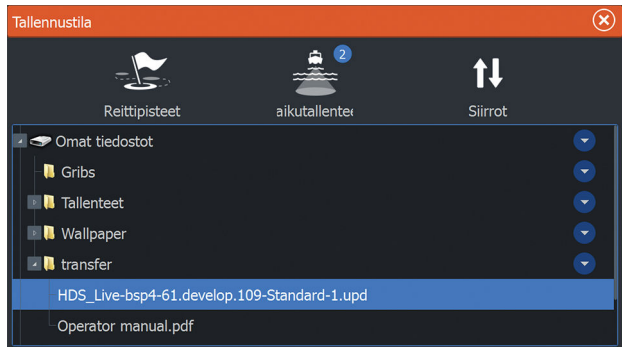 Tallennustila
2
Reittipisteet
aikutallentee
Siirrot
Omat tiedostot
Gribs
Tallenteet
Wallpaper
transfer
HDS_Live-bsp4-61.develop.109-Standard-1.upd
Operator manual.pdf